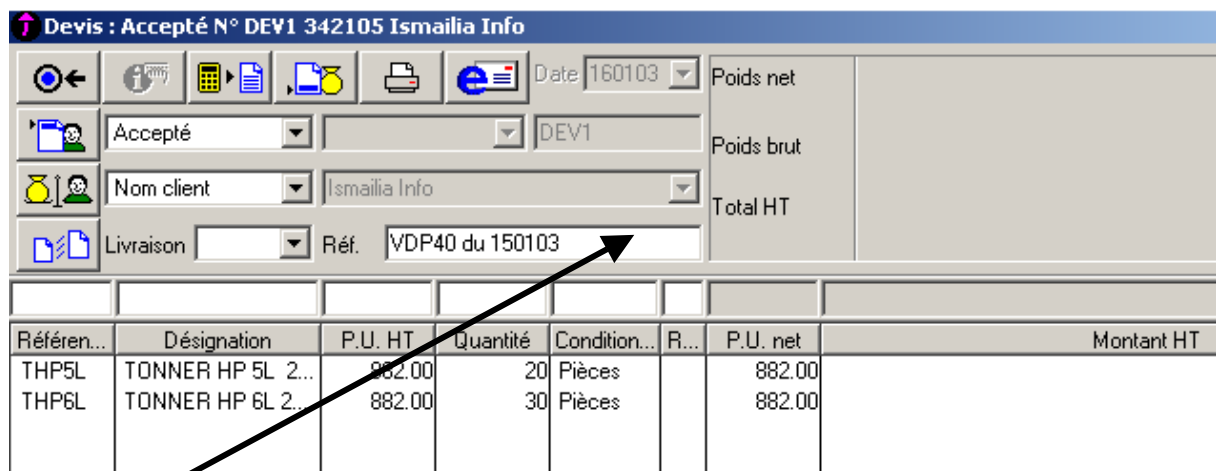 Devis : Accepté N° DEV1 342105 Ismailia Info
Date 160103 Poids net
Accepté DEV1 Poids brut
Nom client Ismailia Info Total HT
Livraison Réf. VDP40 du 150103
Référen... Désignation P.U. HT Quantité Condition... R... P.U. net Montant HT
THP5L TONNER HP 5L 2... 882.00 20 Pièces 882.00
THP6L TONNER HP 6L 2... 882.00 30 Pièces 882.00